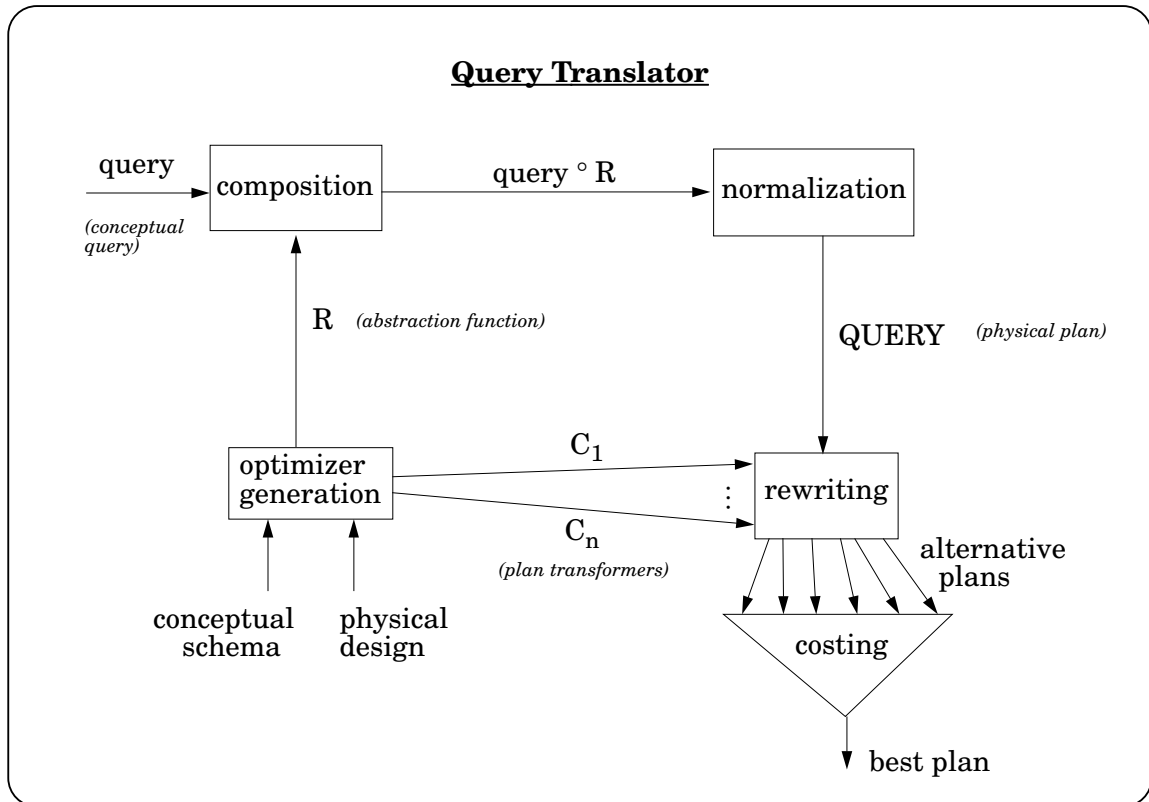 Query Translator
query
(conceptual
query)
composition
query ° R
normalization
R (abstraction function)
QUERY (physical plan)
optimizer
generation
C1
⋮
Cn
(plan transformers)
rewriting
alternative
plans
conceptual
schema
physical
design
costing
best plan